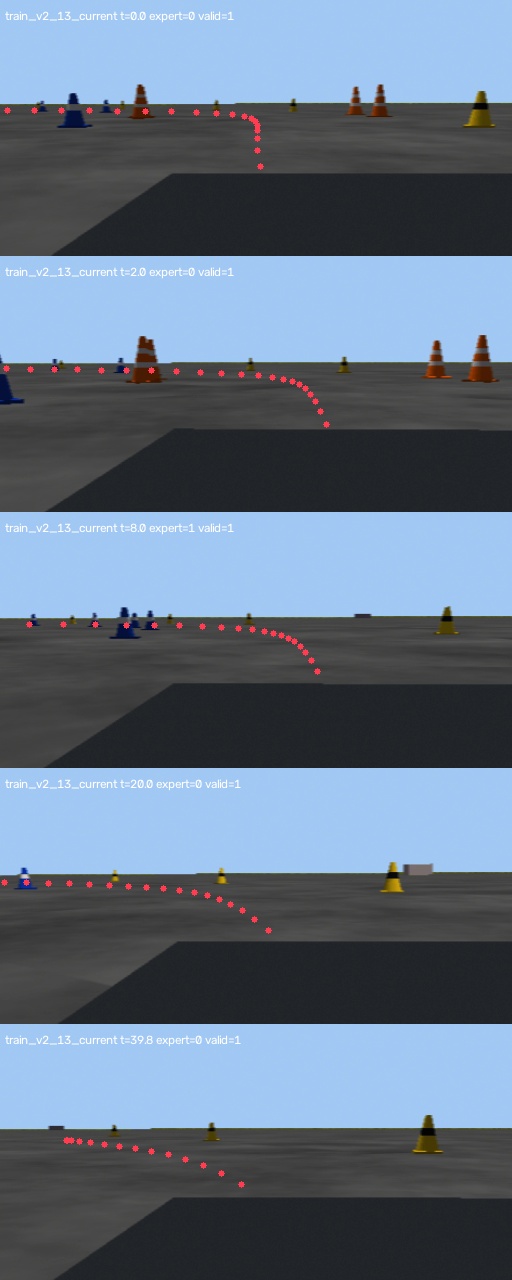 train_v2_13_current t=0.0 expert=0 valid=1
train_v2_13_current t=2.0 expert=0 valid=1
train_v2_13_current t=8.0 expert=1 valid=1
train_v2_13_current t=20.0 expert=0 valid=1
train_v2_13_current t=39.8 expert=0 valid=1